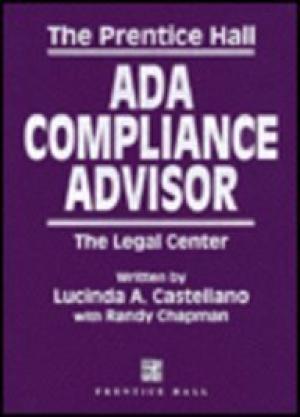 The Prentice Hall
ADA
COMPLIANCE
ADVISOR
The Legal Center
Written by
Lucinda A. Castellano
with Randy Chapman
PRENTICE HALL